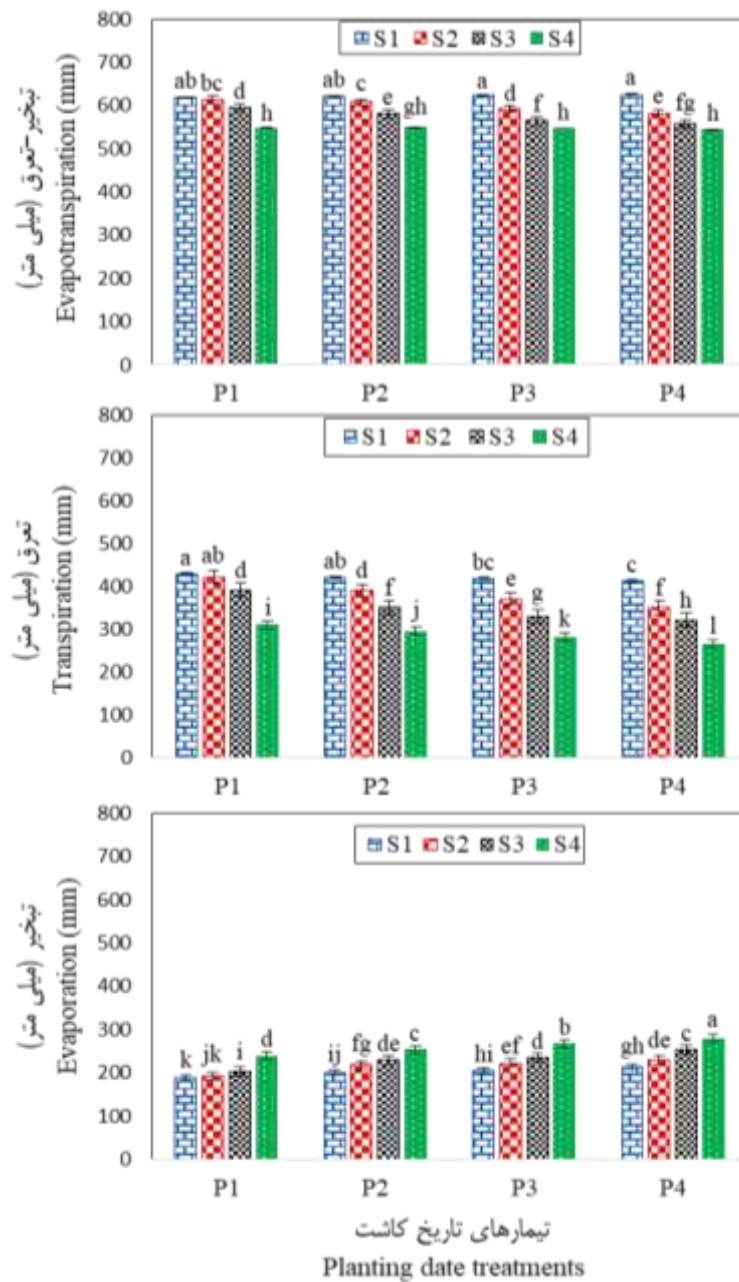 800
700
600
500
400
300
200
100
0
تبخیر-تعرق (میلی متر)
Evapotranspiration (mm)
S1 S2 S3 S4
ab bc d h
ab c e gh
a d f h
a e fg h
P1 P2 P3 P4
800
700
600
500
400
300
200
100
0
تعرق (میلی متر)
Transpiration (mm)
S1 S2 S3 S4
a ab d i
ab d f j
bc e g k
c f h l
P1 P2 P3 P4
800
700
600
500
400
300
200
100
0
تبخیر (میلی متر)
Evaporation (mm)
S1 S2 S3 S4
k jk i d
ij fg de c
hi ef d b
gh de c a
P1 P2 P3 P4
تیمارهای تاریخ کاشت
Planting date treatments